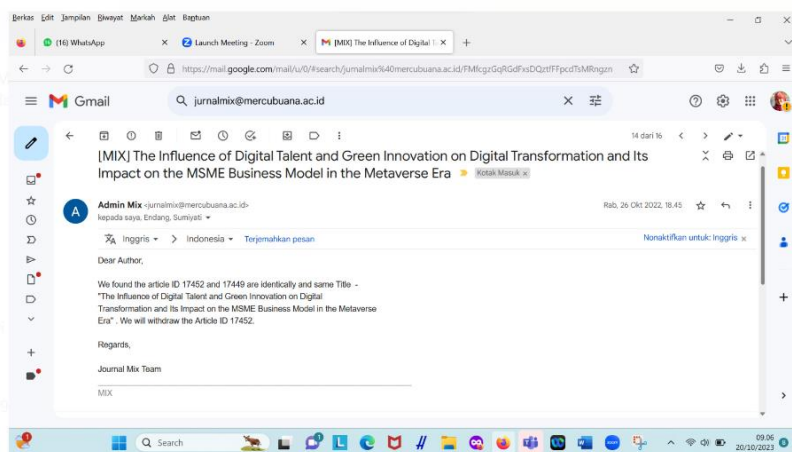 Berkas Edit Jampilan Riwayat Markah Alat Bantuan
(16) WhatsApp
Launch Meeting - Zoom
[MIX] The Influence of Digital T
https://mail.google.com/mail/u/0/#search/jurnalmix%40mercubuana.ac.id/
Gmail
jurnalmix@mercubuana.ac.id
14 dari 16
[MIX] The Influence of Digital Talent and Green Innovation on Digital Transformation and Its
Impact on the MSME Business Model in the Metaverse Era
Kotak Masuk x
Admin Mix <jurnalmix@mercubuana.ac.id>
Rab, 26 Okt 2022, 18.45
kepada saya, Endang, Sumiyati
Inggris > Indonesia Terjemahkan pesan
Nonaktifkan untuk: Inggris x
Dear Author,
We found the article ID 17452 and 17449 are identically and same Title -
"The Influence of Digital Talent and Green Innovation on Digital
Transformation and Its Impact on the MSME Business Model in the Metaverse
Era" . We will withdraw the Article ID 17452.
Regards,
Journal Mix Team
MIX
Search
09.06
20/10/2023